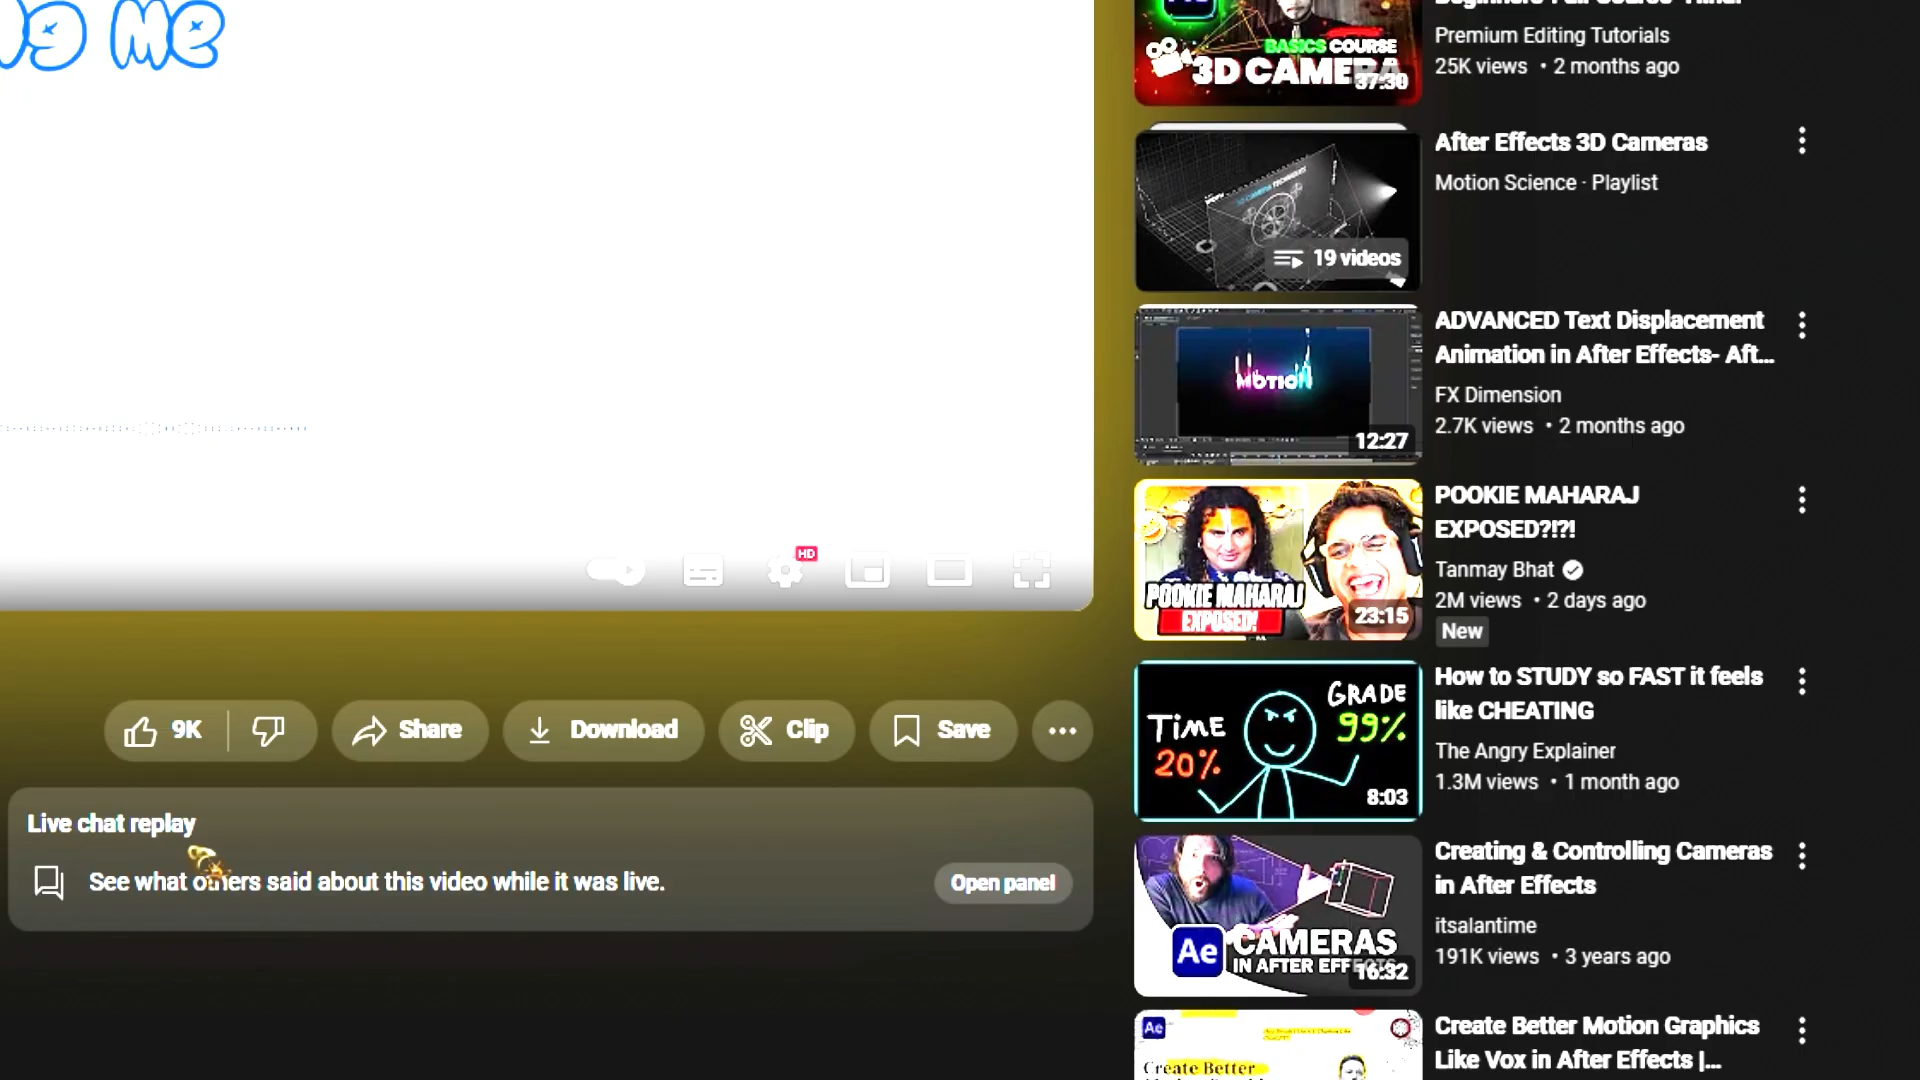 Me
HD
9K
Share
Download
Clip
Save
Live chat replay
See what others said about this video while it was live.
Open panel
BASICS COURSE
3D CAMERA
37:30
Premium Editing Tutorials
25K views • 2 months ago
19 videos
After Effects 3D Cameras
Motion Science · Playlist
MOTION
12:27
ADVANCED Text Displacement
Animation in After Effects- Aft...
FX Dimension
2.7K views • 2 months ago
POOKIE MAHARAJ
EXPOSED!
23:15
POOKIE MAHARAJ
EXPOSED?!?!
Tanmay Bhat
2M views • 2 days ago
New
TIME
20%
GRADE
99%
8:03
How to STUDY so FAST it feels
like CHEATING
The Angry Explainer
1.3M views • 1 month ago
Ae
CAMERAS
IN AFTER EFFECTS
16:32
Creating & Controlling Cameras
in After Effects
itsalantime
191K views • 3 years ago
Ae
Create Better
Create Better Motion Graphics
Like Vox in After Effects |...